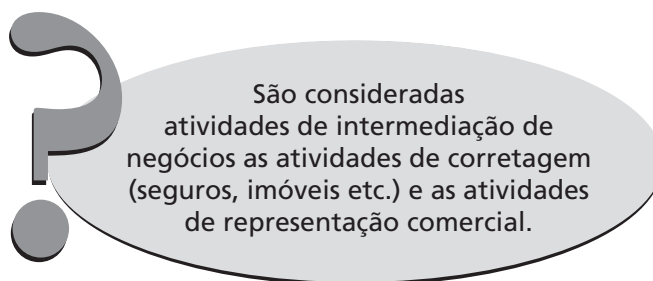 São consideradas
atividades de intermediação de
negócios as atividades de corretagem
(seguros, imóveis etc.) e as atividades
de representação comercial.